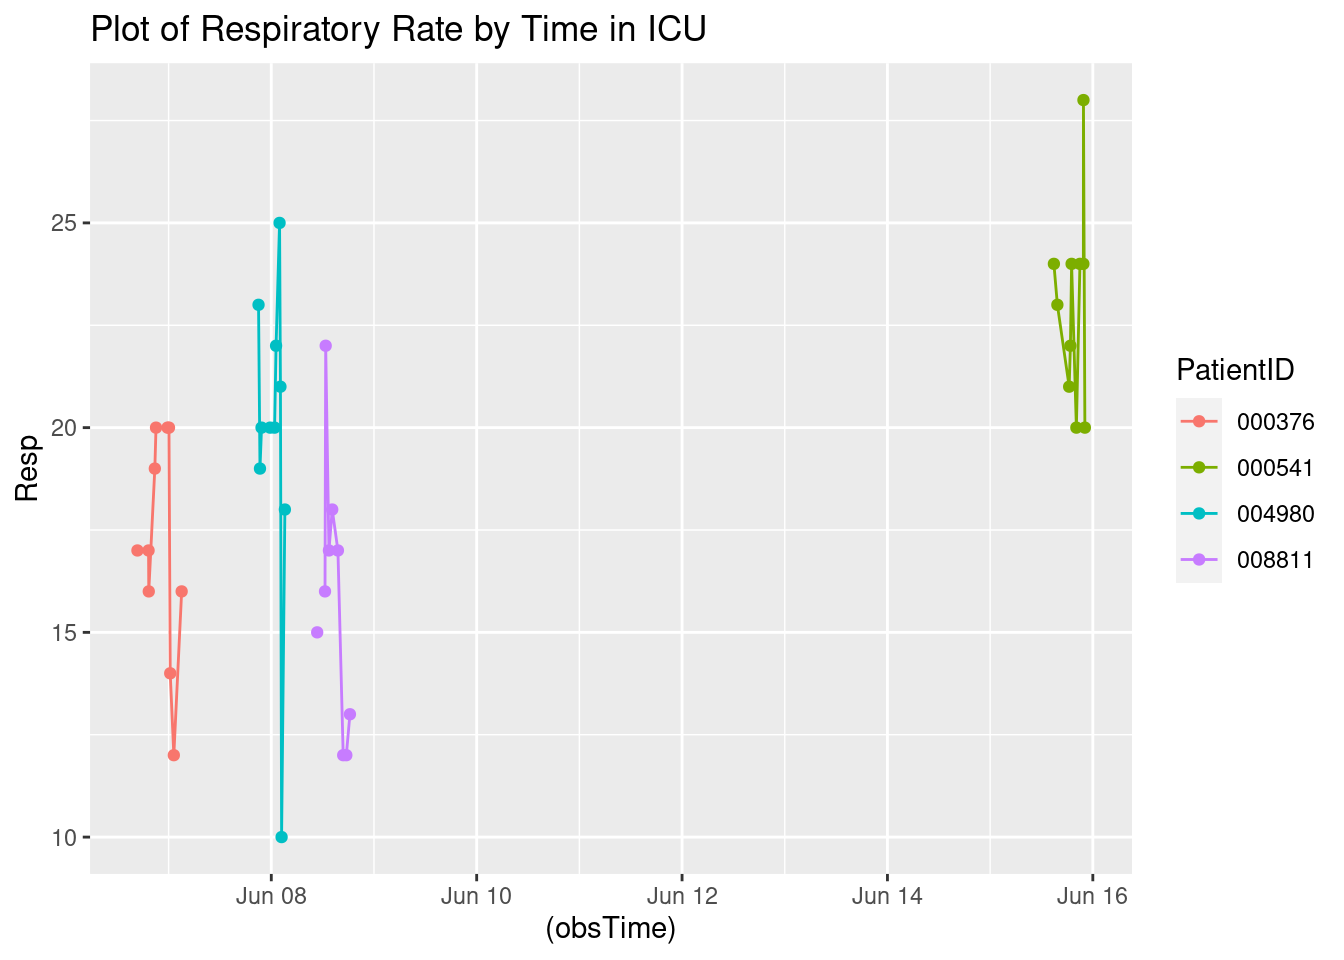 Plot of Respiratory Rate by Time in ICU
25
20
15
10
Resp
Jun 08 Jun 10 Jun 12 Jun 14 Jun 16
(obsTime)
PatientID
000376
000541
004980
008811